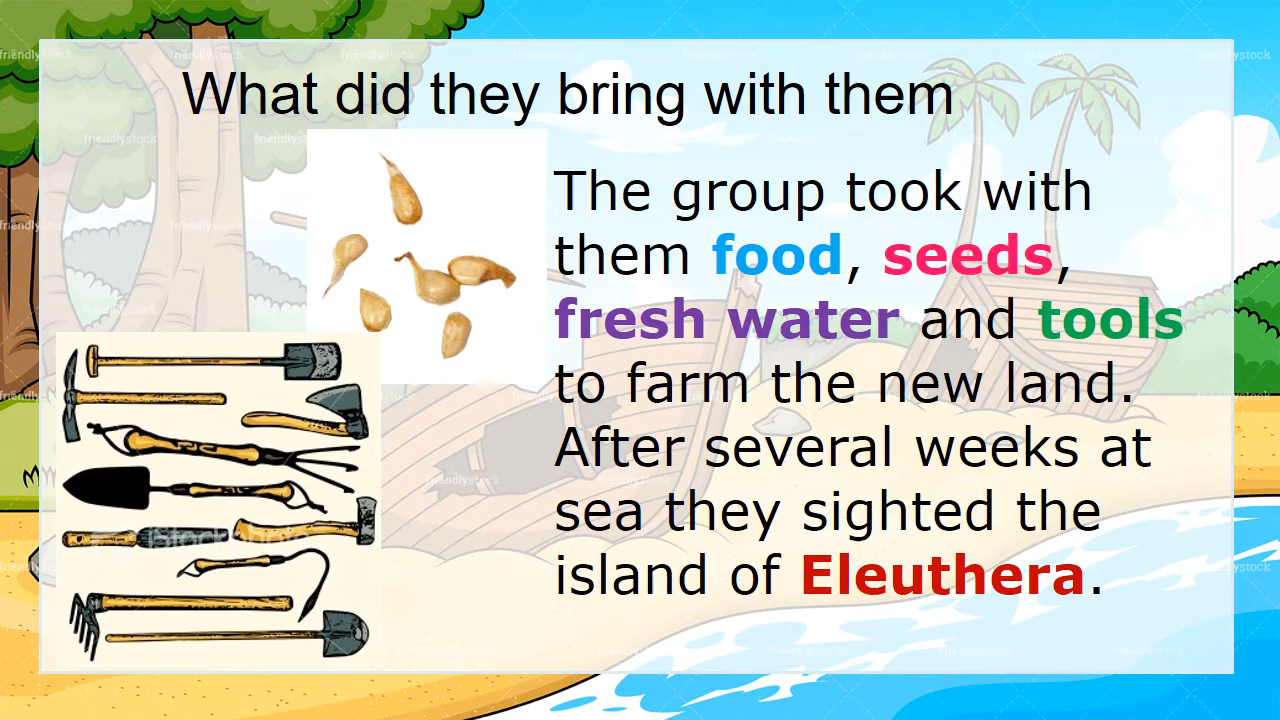 What did they bring with them
The group took with
them food, seeds,
fresh water and tools
to farm the new land.
After several weeks at
sea they sighted the
island of Eleuthera.